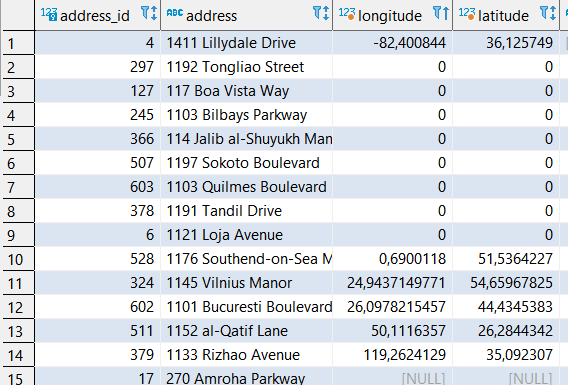 123 address_id ABC address 123 longitude 123 latitude
1 4 1411 Lillydale Drive -82,400844 36,125749
2 297 1192 Tongliao Street 0 0
3 127 117 Boa Vista Way 0 0
4 245 1103 Bilbays Parkway 0 0
5 366 114 Jalib al-Shuyukh Man 0 0
6 507 1197 Sokoto Boulevard 0 0
7 603 1103 Quilmes Boulevard 0 0
8 378 1191 Tandil Drive 0 0
9 6 1121 Loja Avenue 0 0
10 528 1176 Southend-on-Sea M 0,6900118 51,5364227
11 324 1145 Vilnius Manor 24,9437149771 54,65967825
12 602 1101 Bucuresti Boulevard 26,0978215457 44,4345383
13 511 1152 al-Qatif Lane 50,1116357 26,2844342
14 379 1133 Rizhao Avenue 119,2624129 35,092307
15 17 270 Amroha Parkway [NULL] [NULL]